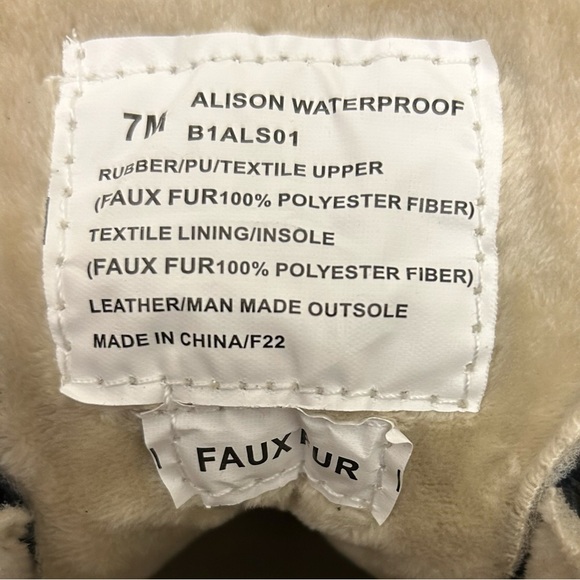 ALISON WATERPROOF
7M B1ALS01
RUBBER/PU/TEXTILE UPPER
(FAUX FUR100% POLYESTER FIBER)
TEXTILE LINING/INSOLE
(FAUX FUR100% POLYESTER FIBER)
LEATHER/MAN MADE OUTSOLE
MADE IN CHINA/F22
FAUX FUR